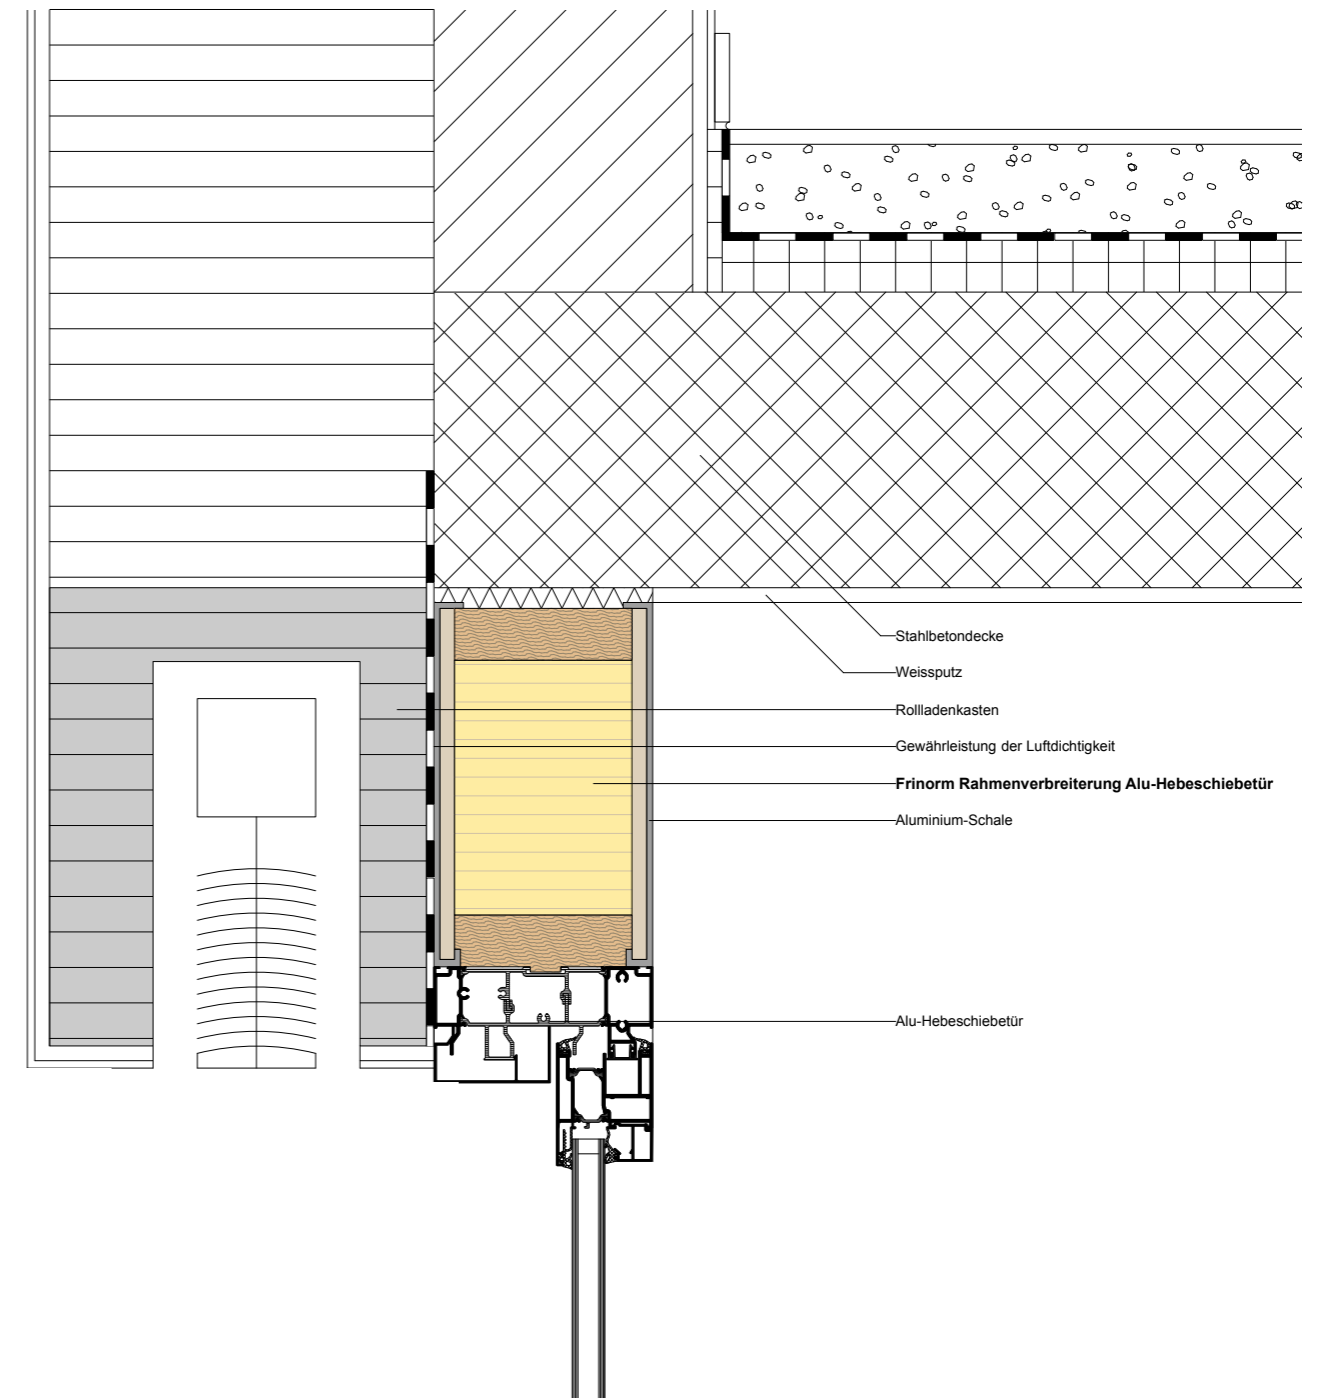 Stahlbetondecke
Weissputz
Rollladenkasten
Gewährleistung der Luftdichtigkeit
Frinorm Rahmenverbreiterung Alu-Hebeschiebetür
Aluminium-Schale
Alu-Hebeschiebetür